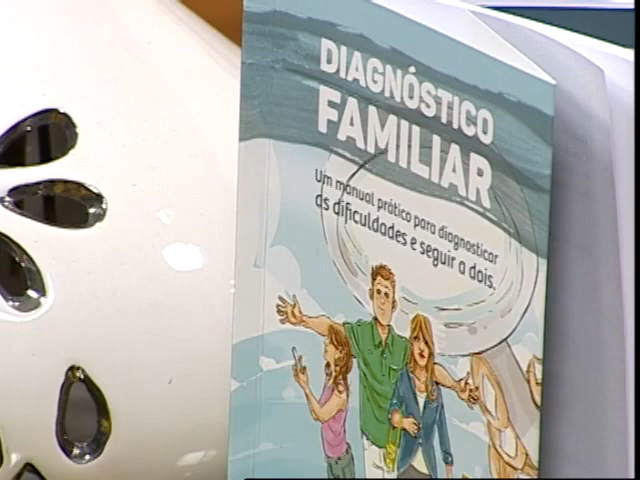 DIAGNÓSTICO
FAMILIAR
Um manual prático para diagnosticar
as dificuldades e seguir a dois.